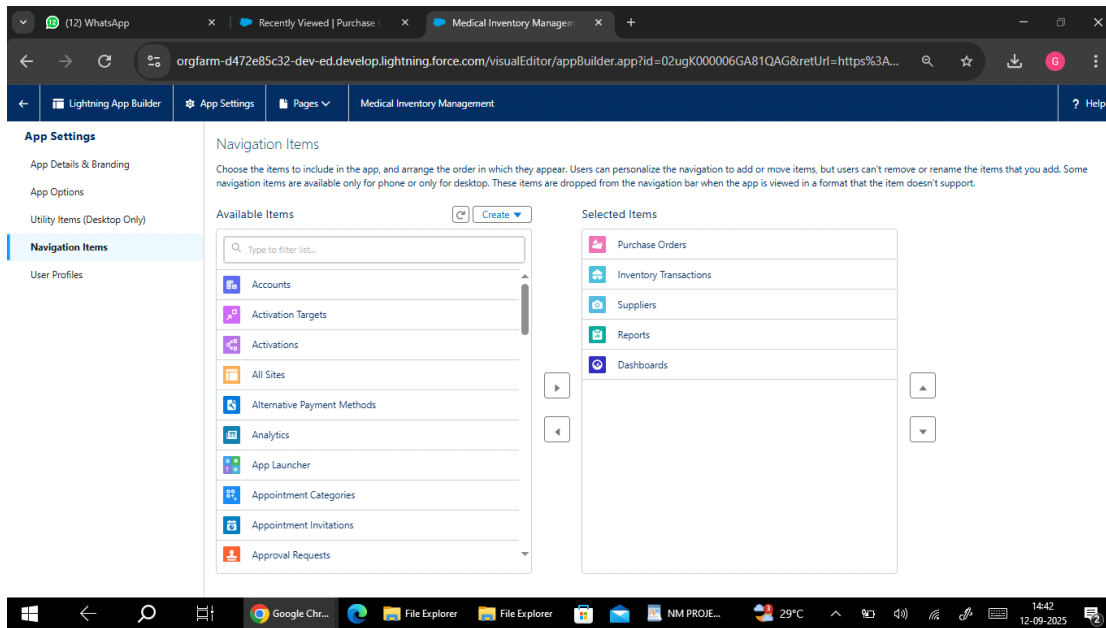 (12) WhatsApp
Recently Viewed | Purchase
Medical Inventory Managem
orgfarm-d472e85c32-dev-ed.develop.lightning.force.com/visualEditor/appBuilder.app?id=02ugK000006GA81QAG&retUrl=https%3A...
G
Lightning App Builder
App Settings
Pages
Medical Inventory Management
? Help
App Settings
App Details & Branding
App Options
Utility Items (Desktop Only)
Navigation Items
User Profiles
Navigation Items
Choose the items to include in the app, and arrange the order in which they appear. Users can personalize the navigation to add or move items, but users can't remove or rename the items that you add. Some
navigation items are available only for phone or only for desktop. These items are dropped from the navigation bar when the app is viewed in a format that the item doesn't support.
Available Items
Create
Type to filter list...
Accounts
Activation Targets
Activations
All Sites
Alternative Payment Methods
Analytics
App Launcher
Appointment Categories
Appointment Invitations
Approval Requests
Selected Items
Purchase Orders
Inventory Transactions
Suppliers
Reports
Dashboards
Google Chr...
File Explorer
File Explorer
NM PROJE...
29°C
14:42
12-09-2025
2